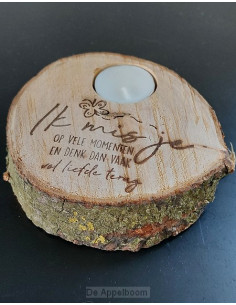 Ik mis je
OP VELE MOMENTEN
EN DENK DAN VAAK
vol liefde terug
De Appelboom